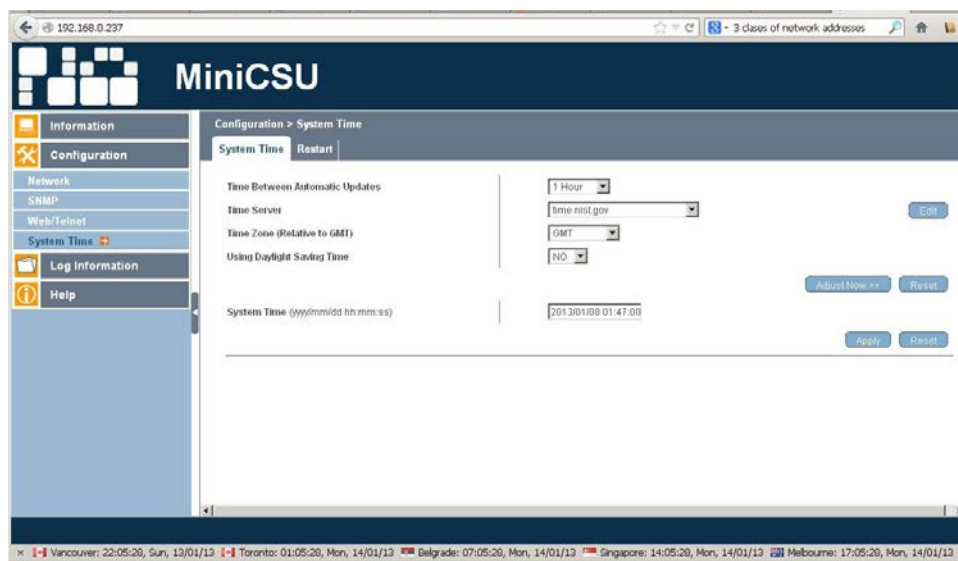 192.168.0.237
- 3 clases of network addresses
MiniCSU
Information
Configuration
Network
SNMP
Web/Telnet
System Time
Log Information
Help
Configuration > System Time
System Time Restart
Time Between Automatic Updates 1 Hour
Time Server time.nist.gov Edit
Time Zone (Relative to GMT) GMT
Using Daylight Saving Time NO
Adjust Now >> Reset
System Time (yyyy/mm/dd hh:mm:ss) 2013/01/08 01:47:08
Apply Reset
Vancouver: 22:05:28, Sun, 13/01/13 Toronto: 01:05:28, Mon, 14/01/13 Belgrade: 07:05:28, Mon, 14/01/13 Singapore: 14:05:28, Mon, 14/01/13 Melbourne: 17:05:28, Mon, 14/01/13